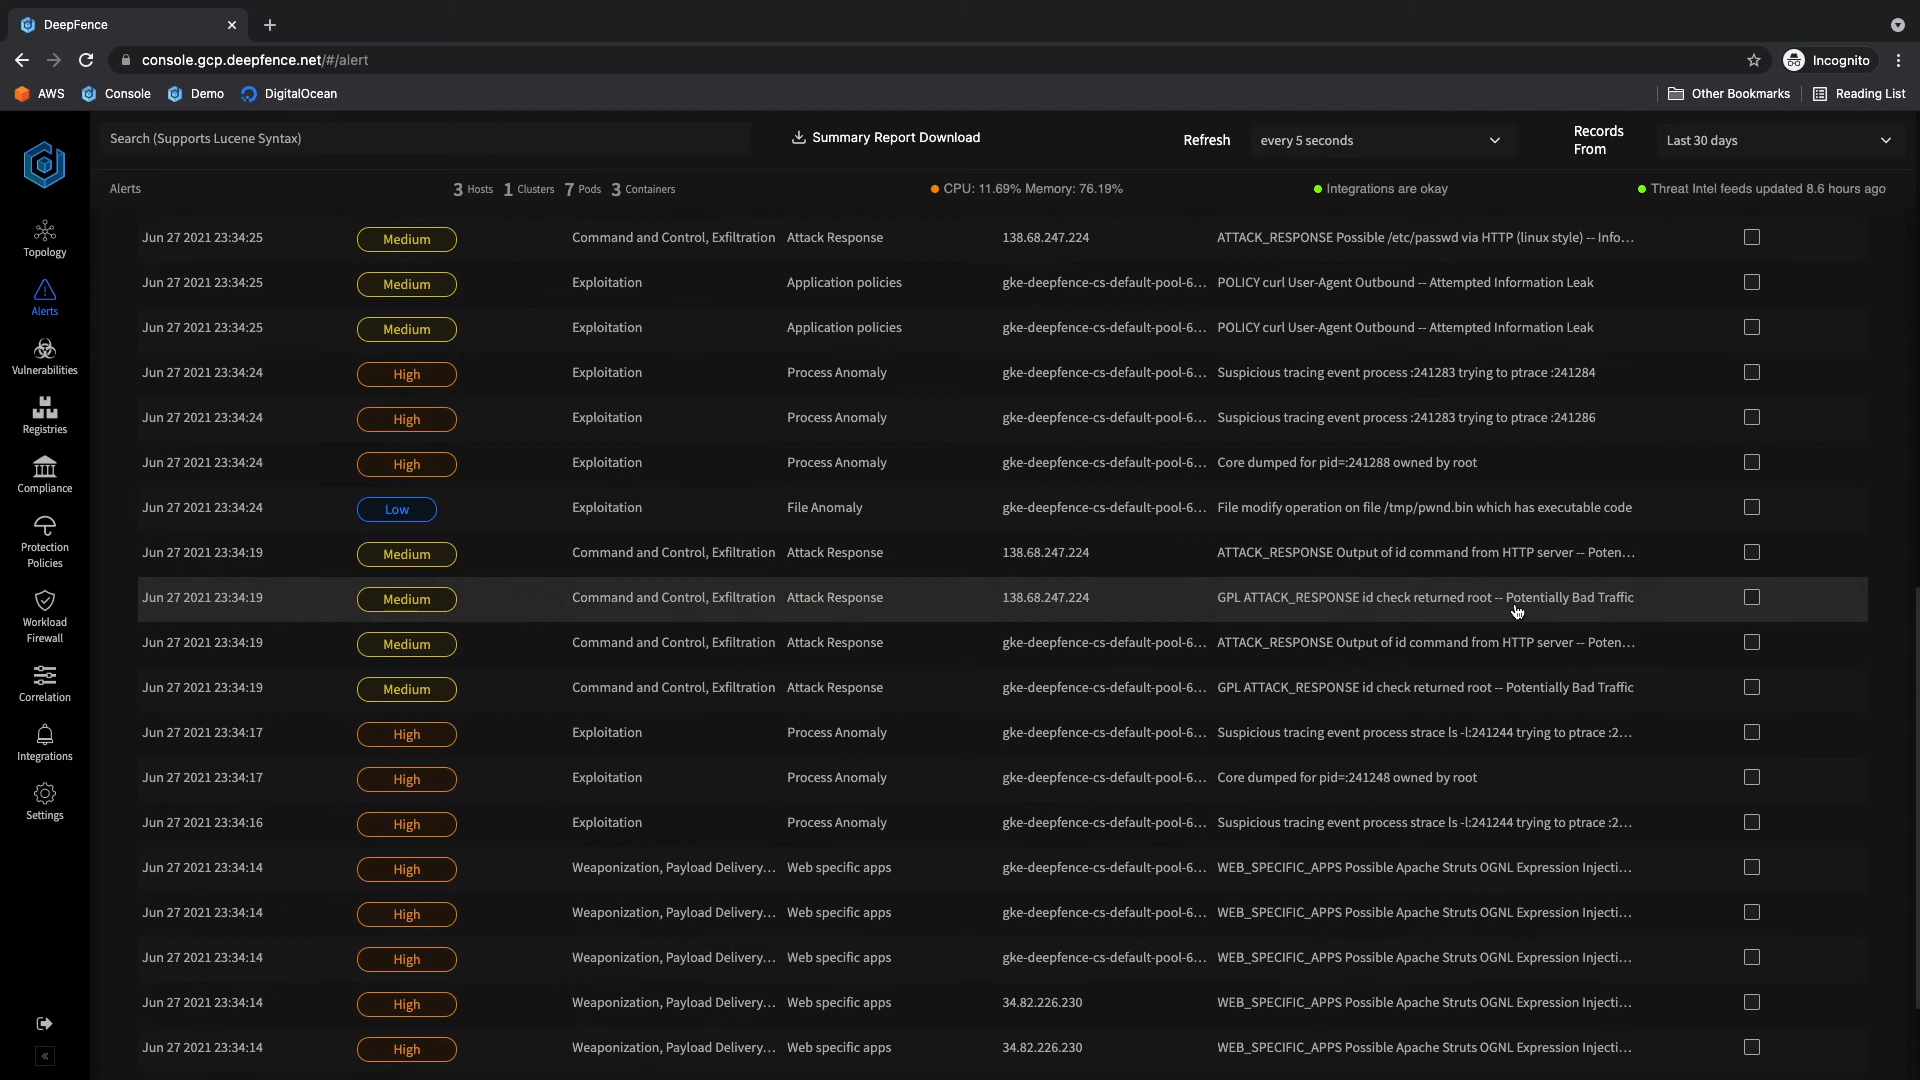 DeepFence
console.gcp.deepfence.net/#/alert
Incognito
AWS Console Demo DigitalOcean Other Bookmarks Reading List
Search (Supports Lucene Syntax) Summary Report Download Refresh every 5 seconds Records From Last 30 days
Alerts 3 Hosts 1 Clusters 7 Pods 3 Containers CPU: 11.69% Memory: 76.19% Integrations are okay Threat Intel feeds updated 8.6 hours ago
Topology
Alerts
Vulnerabilities
Registries
Compliance
Protection
Policies
Workload
Firewall
Correlation
Integrations
Settings
Jun 27 2021 23:34:25 Medium Command and Control, Exfiltration Attack Response 138.68.247.224 ATTACK_RESPONSE Possible /etc/passwd via HTTP (linux style) -- Info...
Jun 27 2021 23:34:25 Medium Exploitation Application policies gke-deepfence-cs-default-pool-6... POLICY curl User-Agent Outbound -- Attempted Information Leak
Jun 27 2021 23:34:25 Medium Exploitation Application policies gke-deepfence-cs-default-pool-6... POLICY curl User-Agent Outbound -- Attempted Information Leak
Jun 27 2021 23:34:24 High Exploitation Process Anomaly gke-deepfence-cs-default-pool-6... Suspicious tracing event process :241283 trying to ptrace :241284
Jun 27 2021 23:34:24 High Exploitation Process Anomaly gke-deepfence-cs-default-pool-6... Suspicious tracing event process :241283 trying to ptrace :241286
Jun 27 2021 23:34:24 High Exploitation Process Anomaly gke-deepfence-cs-default-pool-6... Core dumped for pid=:241288 owned by root
Jun 27 2021 23:34:24 Low Exploitation File Anomaly gke-deepfence-cs-default-pool-6... File modify operation on file /tmp/pwnd.bin which has executable code
Jun 27 2021 23:34:19 Medium Command and Control, Exfiltration Attack Response 138.68.247.224 ATTACK_RESPONSE Output of id command from HTTP server -- Poten...
Jun 27 2021 23:34:19 Medium Command and Control, Exfiltration Attack Response 138.68.247.224 GPL ATTACK_RESPONSE id check returned root -- Potentially Bad Traffic
Jun 27 2021 23:34:19 Medium Command and Control, Exfiltration Attack Response gke-deepfence-cs-default-pool-6... ATTACK_RESPONSE Output of id command from HTTP server -- Poten...
Jun 27 2021 23:34:19 Medium Command and Control, Exfiltration Attack Response gke-deepfence-cs-default-pool-6... GPL ATTACK_RESPONSE id check returned root -- Potentially Bad Traffic
Jun 27 2021 23:34:17 High Exploitation Process Anomaly gke-deepfence-cs-default-pool-6... Suspicious tracing event process strace ls -l:241244 trying to ptrace :2...
Jun 27 2021 23:34:17 High Exploitation Process Anomaly gke-deepfence-cs-default-pool-6... Core dumped for pid=:241248 owned by root
Jun 27 2021 23:34:16 High Exploitation Process Anomaly gke-deepfence-cs-default-pool-6... Suspicious tracing event process strace ls -l:241244 trying to ptrace :2...
Jun 27 2021 23:34:14 High Weaponization, Payload Delivery... Web specific apps gke-deepfence-cs-default-pool-6... WEB_SPECIFIC_APPS Possible Apache Struts OGNL Expression Injecti...
Jun 27 2021 23:34:14 High Weaponization, Payload Delivery... Web specific apps gke-deepfence-cs-default-pool-6... WEB_SPECIFIC_APPS Possible Apache Struts OGNL Expression Injecti...
Jun 27 2021 23:34:14 High Weaponization, Payload Delivery... Web specific apps gke-deepfence-cs-default-pool-6... WEB_SPECIFIC_APPS Possible Apache Struts OGNL Expression Injecti...
Jun 27 2021 23:34:14 High Weaponization, Payload Delivery... Web specific apps 34.82.226.230 WEB_SPECIFIC_APPS Possible Apache Struts OGNL Expression Injecti...
Jun 27 2021 23:34:14 High Weaponization, Payload Delivery... Web specific apps 34.82.226.230 WEB_SPECIFIC_APPS Possible Apache Struts OGNL Expression Injecti...